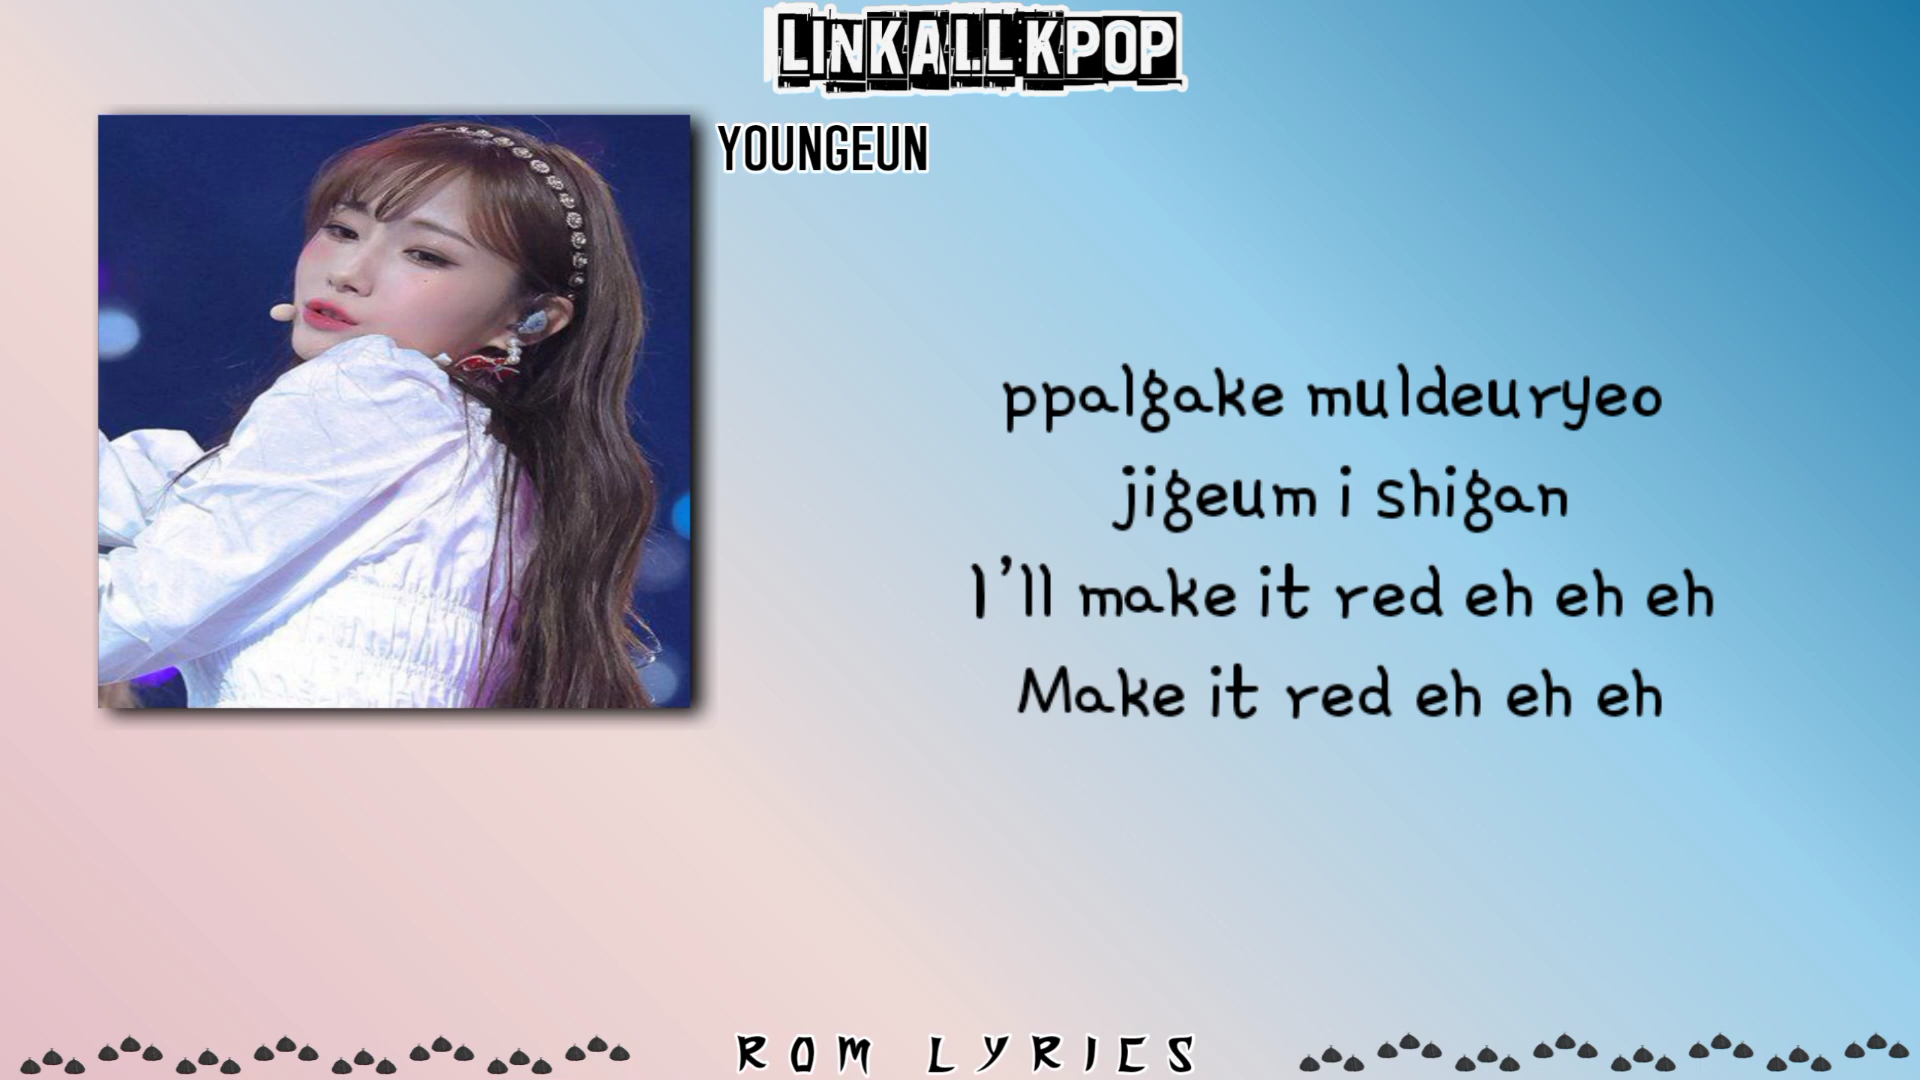 LINKALLKPOP
YOUNGEUN
ppalgake muldeuryeo
jigeum i shigan
I'll make it red eh eh eh
Make it red eh eh eh
ROM LYRICS